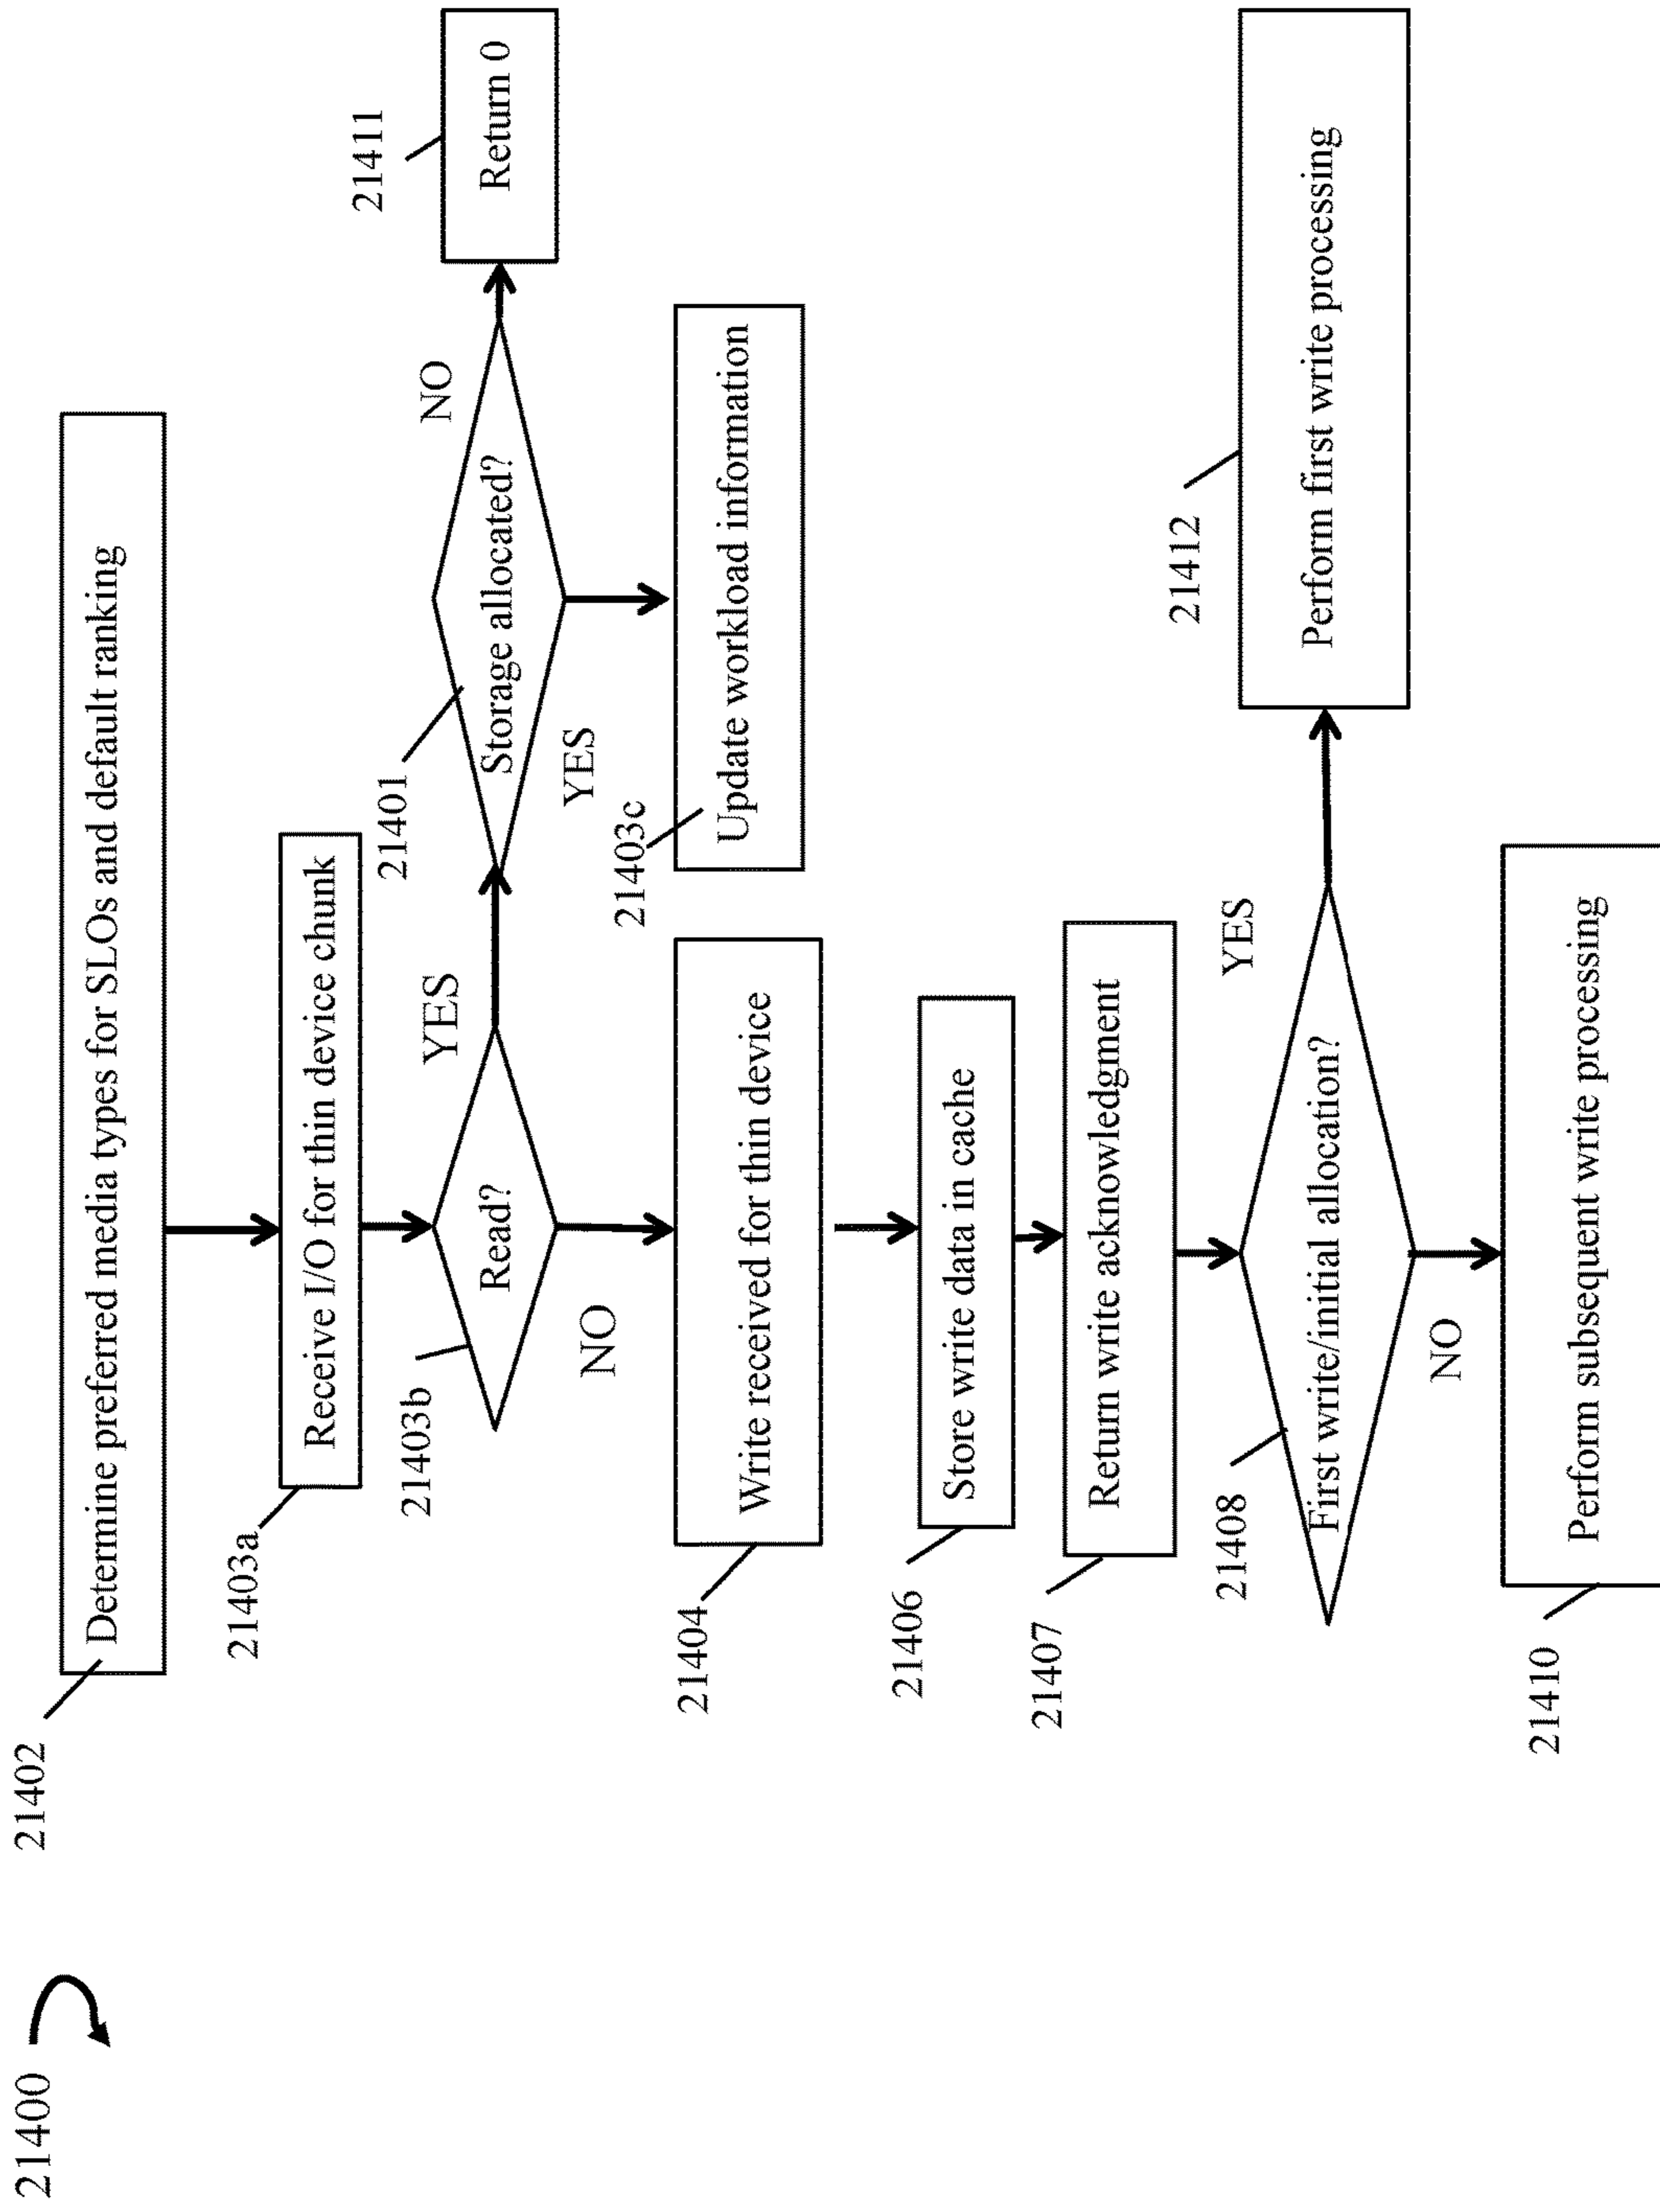 21400
21402
Determine preferred media types for SLOs and default ranking
21403a
Receive I/O for thin device chunk
21403b
Read?
YES
NO
21401
Storage allocated?
NO
YES
21411
Return 0
21403c
Update workload information
21404
Write received for thin device
21406
Store write data in cache
21407
Return write acknowledgment
21408
First write/initial allocation?
YES
NO
21412
Perform first write processing
21410
Perform subsequent write processing